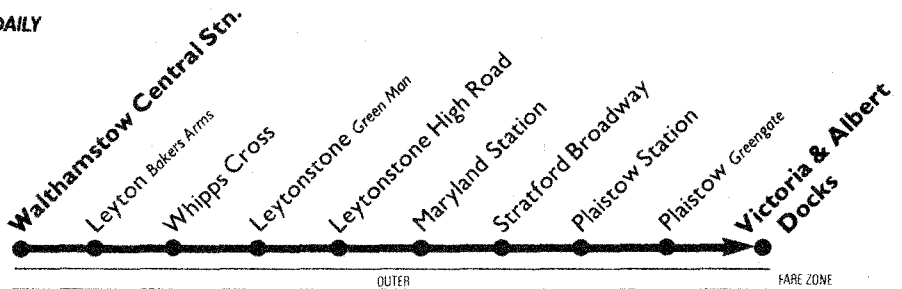 DAILY
Walthamstow Central Stn.
Leyton Bakers Arms
Whipps Cross
Leytonstone Green Man
Leytonstone High Road
Maryland Station
Stratford Broadway
Plaistow Station
Plaistow Greengate
Victoria & Albert
Docks
OUTER
FARE ZONE